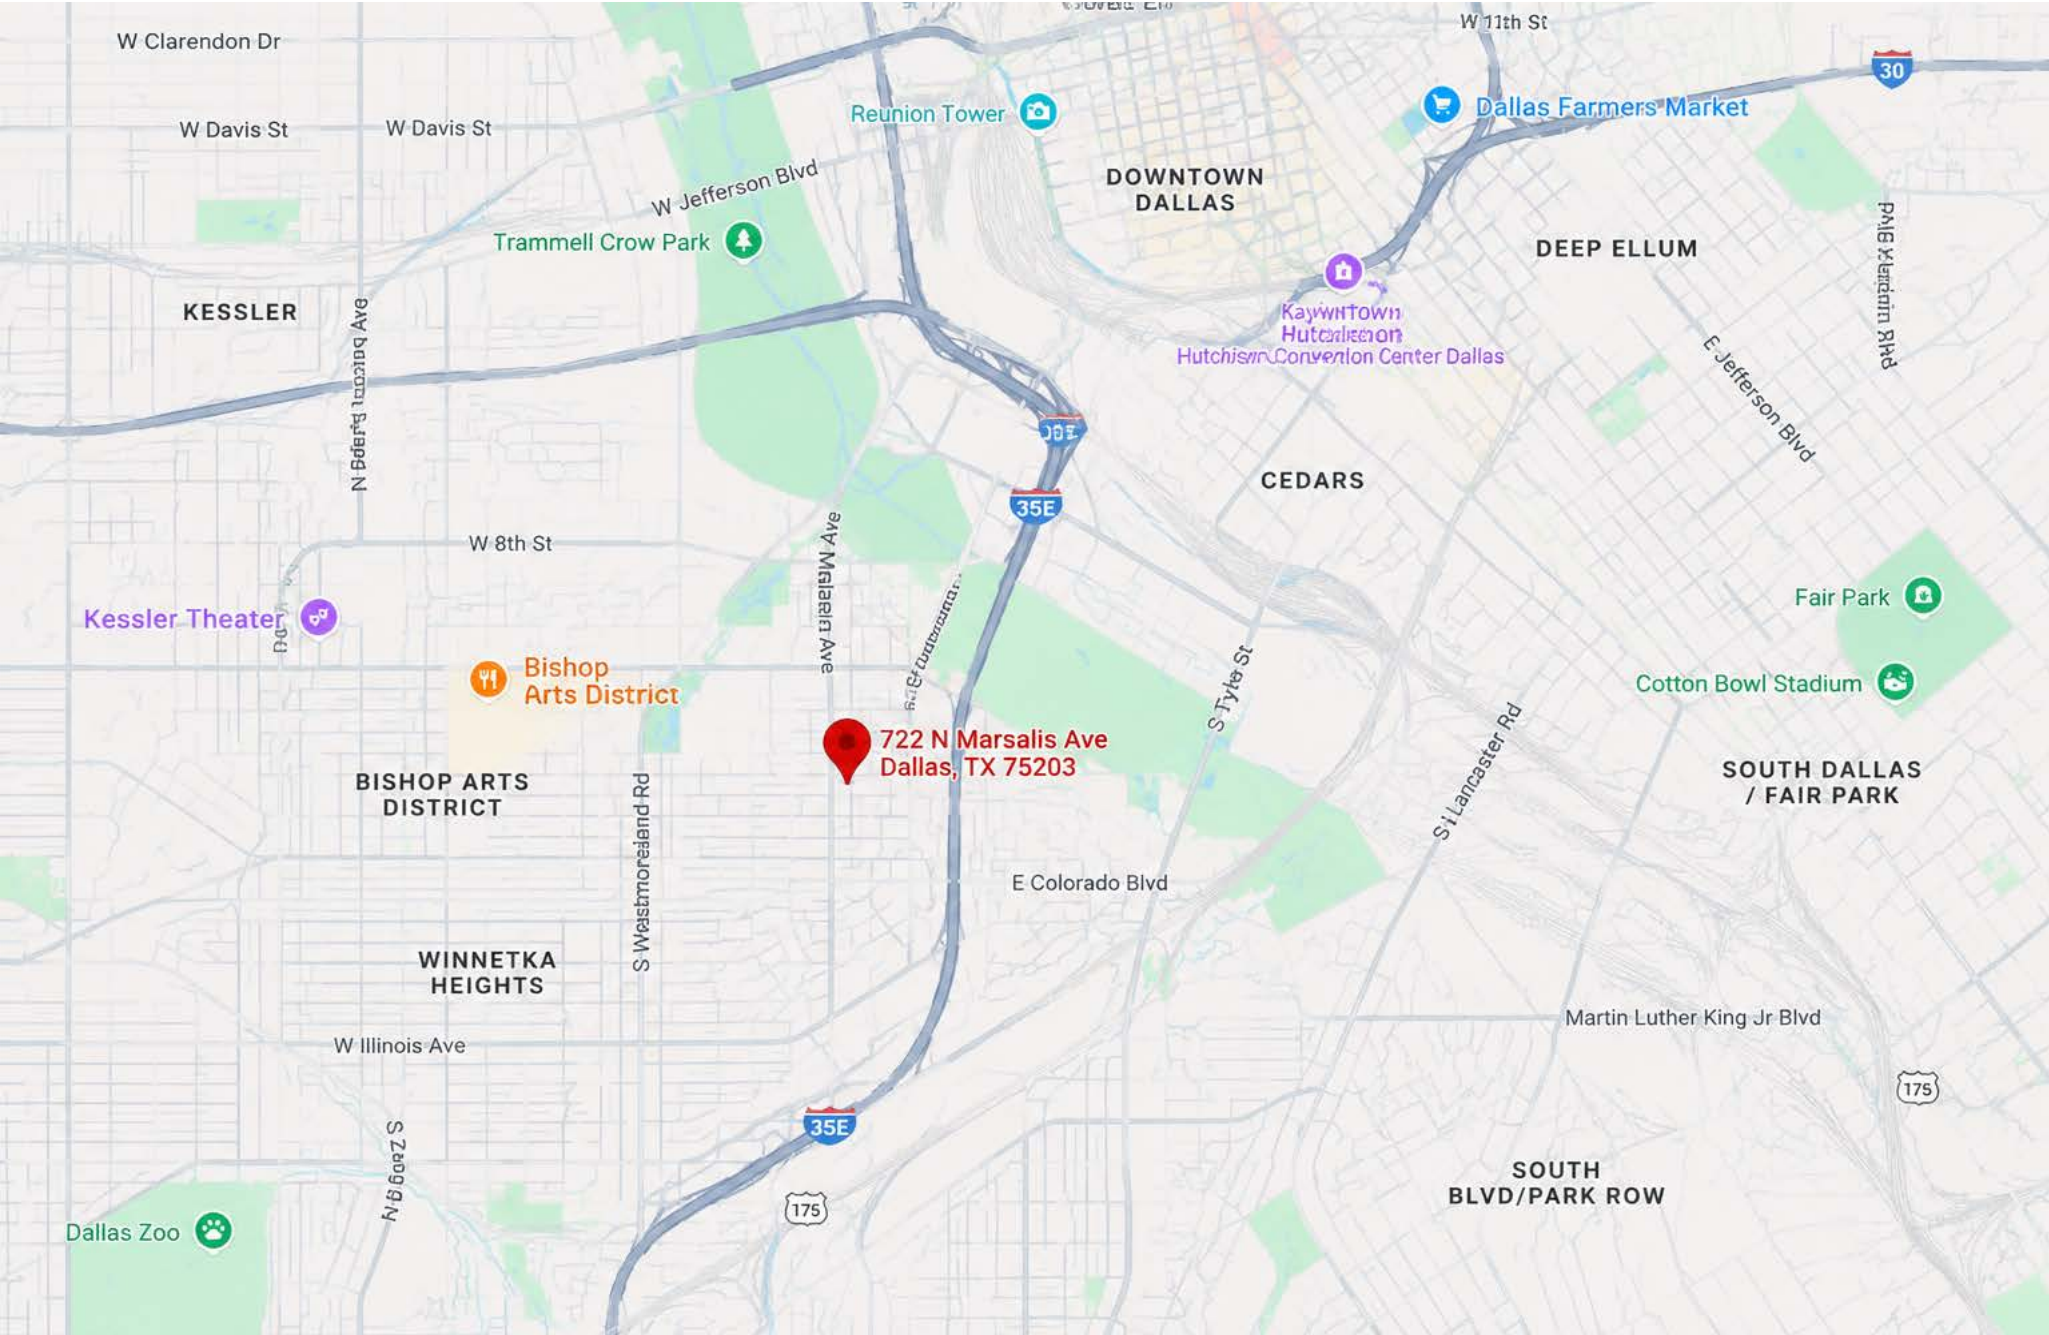 W Clarendon Dr
W 11th St
30
Reunion Tower
Dallas Farmers Market
W Davis St
W Davis St
DOWNTOWN
DALLAS
W Jefferson Blvd
Trammell Crow Park
DEEP ELLUM
KESSLER
Ave
Hutchison Convention Center Dallas
E Jefferson Blvd
CEDARS
35E
W 8th St
Ave
Ave
Kessler Theater
Bishop
Arts District
Fair Park
Cotton Bowl Stadium
S Tyler St
722 N Marsalis Ave
Dallas, TX 75203
S Lancaster Rd
SOUTH DALLAS
/ FAIR PARK
BISHOP ARTS
DISTRICT
S Westmoreland Rd
E Colorado Blvd
WINNETKA
HEIGHTS
W Illinois Ave
Martin Luther King Jr Blvd
175
35E
SOUTH
BLVD/PARK ROW
175
Dallas Zoo